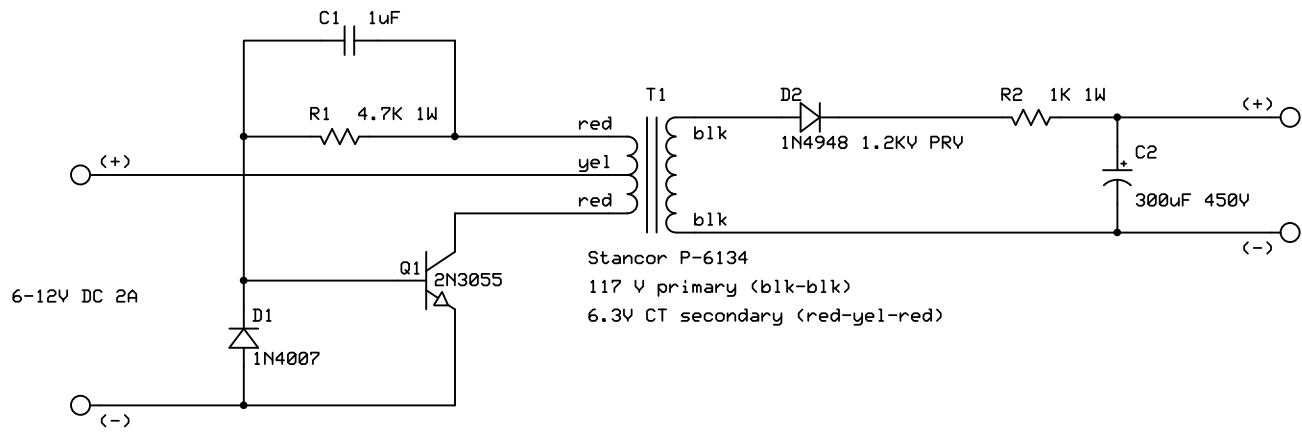 C1 1uF
R1 4.7K 1W
red
T1
D2
R2 1K 1W
(+)
blk
1N4948 1.2KV PRV
(+)
yel
C2
+
red
300uF 450V
blk
(-)
Stancor P-6134
Q1
2N3055
117 V primary (blk-blk)
6-12V DC 2A
D1
6.3V CT secondary (red-yel-red)
1N4007
(-)